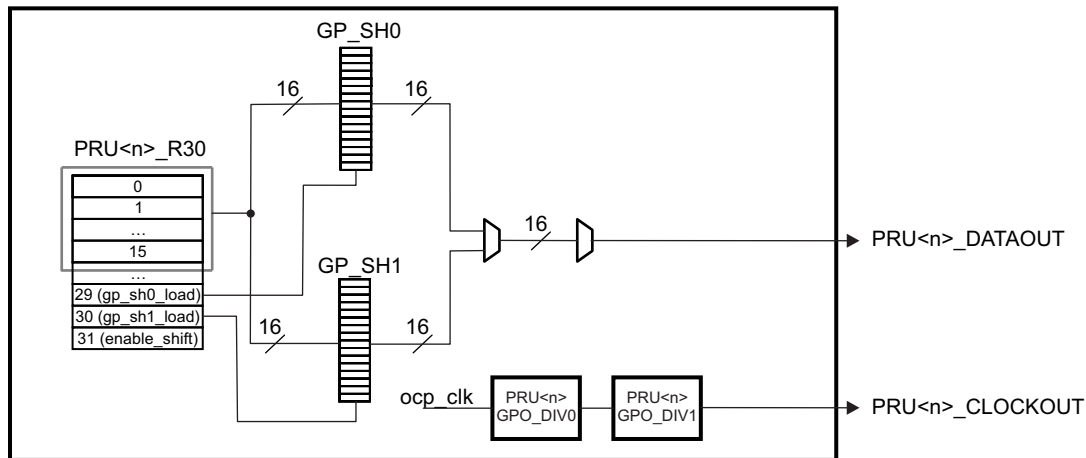 GP_SH0
16
16
PRU<n>_R30
0
1
...
15
...
29 (gp_sh0_load)
30 (gp_sh1_load)
31 (enable_shift)
16
PRU<n>_DATAOUT
GP_SH1
16
16
ocp_clk
PRU<n>
GPO_DIV0
PRU<n>
GPO_DIV1
PRU<n>_CLOCKOUT